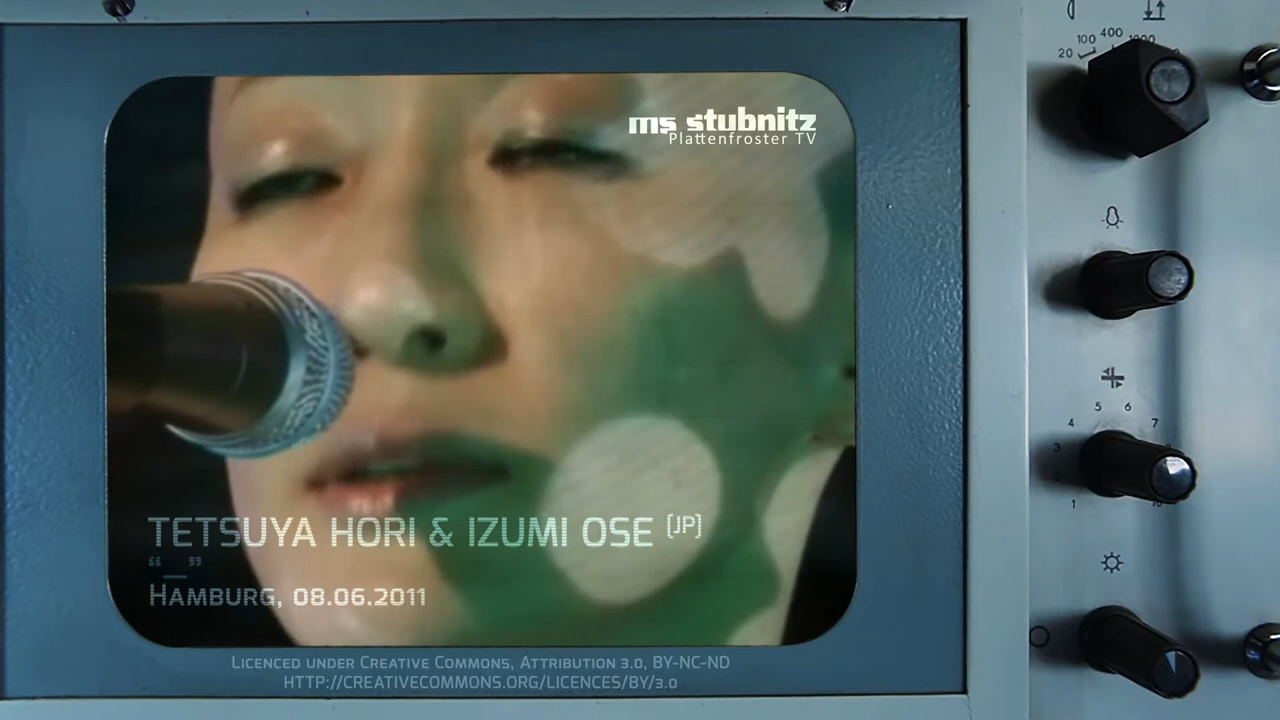 ms stubnitz
Plattenfroster TV
20 100 400 1000
TETSUYA HORI & IZUMI OSE [JP]
“ _ ”
HAMBURG, 08.06.2011
LICENCED UNDER CREATIVE COMMONS, ATTRIBUTION 3.0, BY-NC-ND
HTTP://CREATIVECOMMONS.ORG/LICENCES/BY/3.0
5 6
4 7
3
1 10